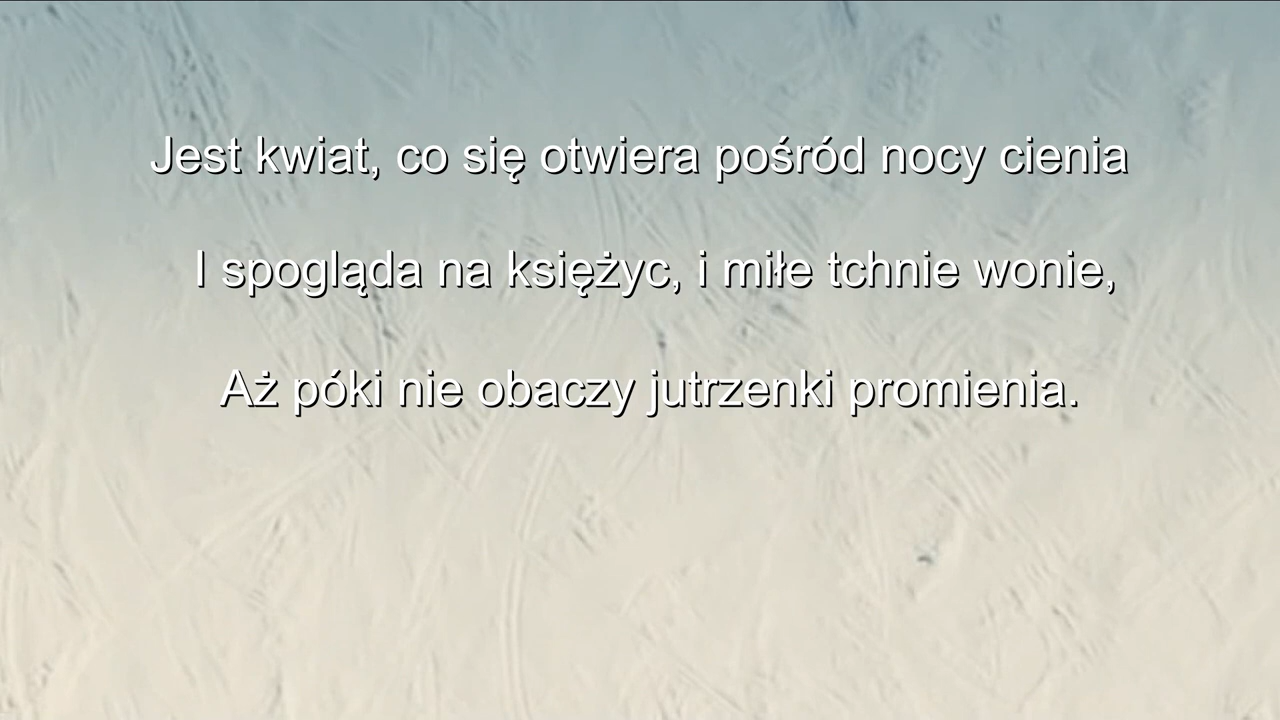 Jest kwiat, co się otwiera pośród nocy cienia
I spogląda na księżyc, i miłe tchnie wonie,
Aż póki nie obaczy jutrzenki promienia.